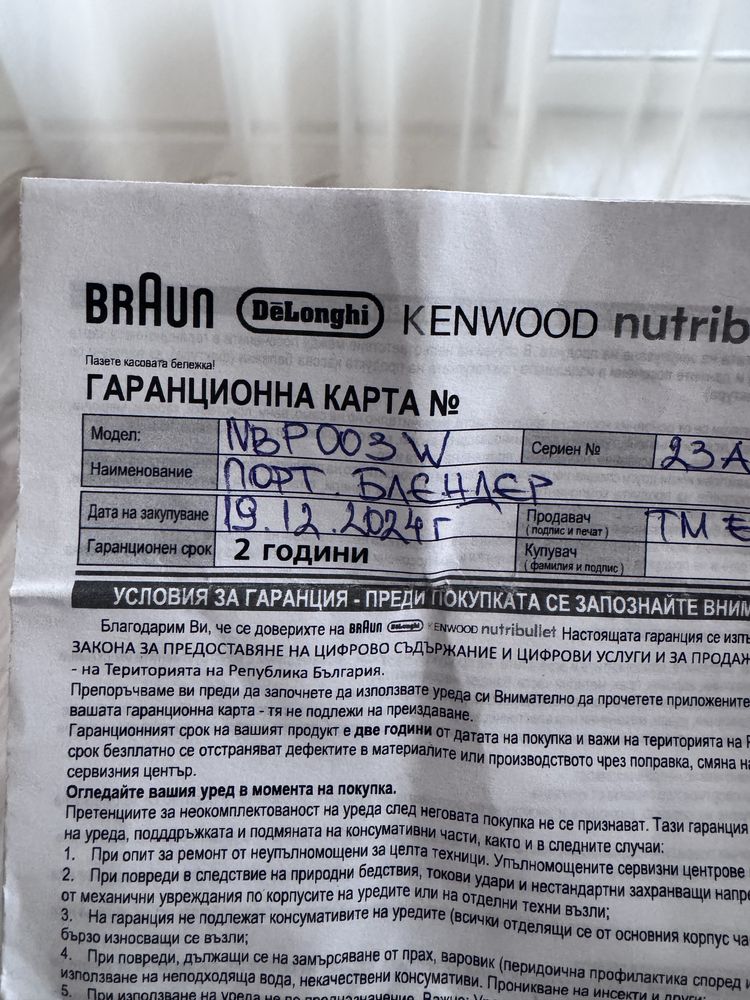 BRAUN DēLonghi KENWOOD nutrib
Пазете касовата бележка!
ГАРАНЦИОННА КАРТА №
Модел: NBP003W Сериен № 23A
Наименование ПОРТ. БЛЕНДЕР
Дата на закупуване 19.12.2024г Продавач (подпис и печат) ТМ
Гаранционен срок 2 години Купувач (фамилия и подпис)
УСЛОВИЯ ЗА ГАРАНЦИЯ - ПРЕДИ ПОКУПКАТА СЕ ЗАПОЗНАЙТЕ ВНИМ
Благодарим Ви, че се доверихте на BRAUN DēLonghi KENWOOD nutribullet Настоящата гаранция се изпъ
ЗАКОНА ЗА ПРЕДОСТАВЯНЕ НА ЦИФРОВО СЪДЪРЖАНИЕ И ЦИФРОВИ УСЛУГИ И ЗА ПРОДАЖ
- на Територията на Република България.
Препоръчваме ви преди да започнете да използвате уреда си Внимателно да прочетете приложените
вашата гаранционна карта - тя не подлежи на преиздаване.
Гаранционният срок на вашият продукт е две години от датата на покупка и важи на територията на Р
срок безплатно се отстраняват дефектите в материалите или производството чрез поправка, смяна на
сервизния център.
Огледайте вашия уред в момента на покупка.
Претенциите за неокомплектованост на уреда след неговата покупка не се признават. Тази гаранция
на уреда, подддръжката и подмяната на консумативни части, както и в следните случаи:
1. При опит за ремонт от неупълномощени за целта техници. Упълномощените сервизни центрове
2. При повреди в следствие на природни бедствия, токови удари и нестандартни захранващи напре
от механични увреждания по корпусите на уредите или на отделни техни възли;
3. На гаранция не подлежат консумативите на уредите (всички отделящи се от основния корпус ча
бързо износващи се възли;
4. При повреди, дължащи се на замърсяване от прах, варовик (перидоична профилактика според
използване на неподходяща вода, некачествени консумативи. Проникване на инсекти и други;
5. При използване на уреда не по предназначение. Важно: